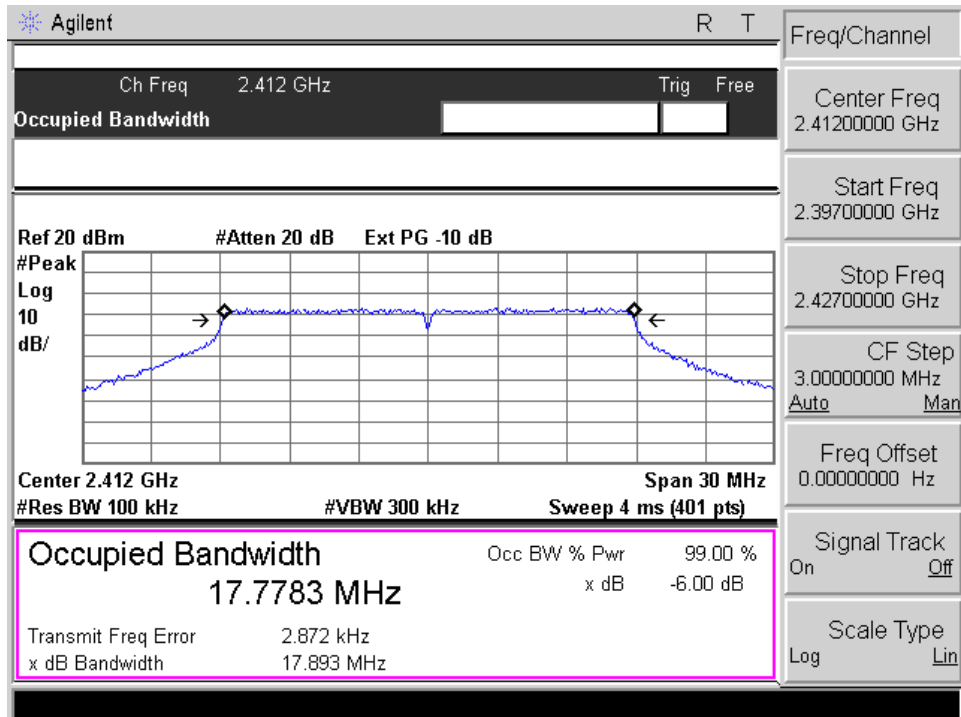 Agilent R T
Ch Freq 2.412 GHz Trig Free
Occupied Bandwidth
Ref 20 dBm #Atten 20 dB Ext PG -10 dB
#Peak
Log
10
dB/
Center 2.412 GHz Span 30 MHz
#Res BW 100 kHz #VBW 300 kHz Sweep 4 ms (401 pts)
Occupied Bandwidth Occ BW % Pwr 99.00 %
17.7783 MHz x dB -6.00 dB
Transmit Freq Error 2.872 kHz
x dB Bandwidth 17.893 MHz
Freq/Channel
Center Freq
2.41200000 GHz
Start Freq
2.39700000 GHz
Stop Freq
2.42700000 GHz
CF Step
3.00000000 MHz
Auto Man
Freq Offset
0.00000000 Hz
Signal Track
On Off
Scale Type
Log Lin